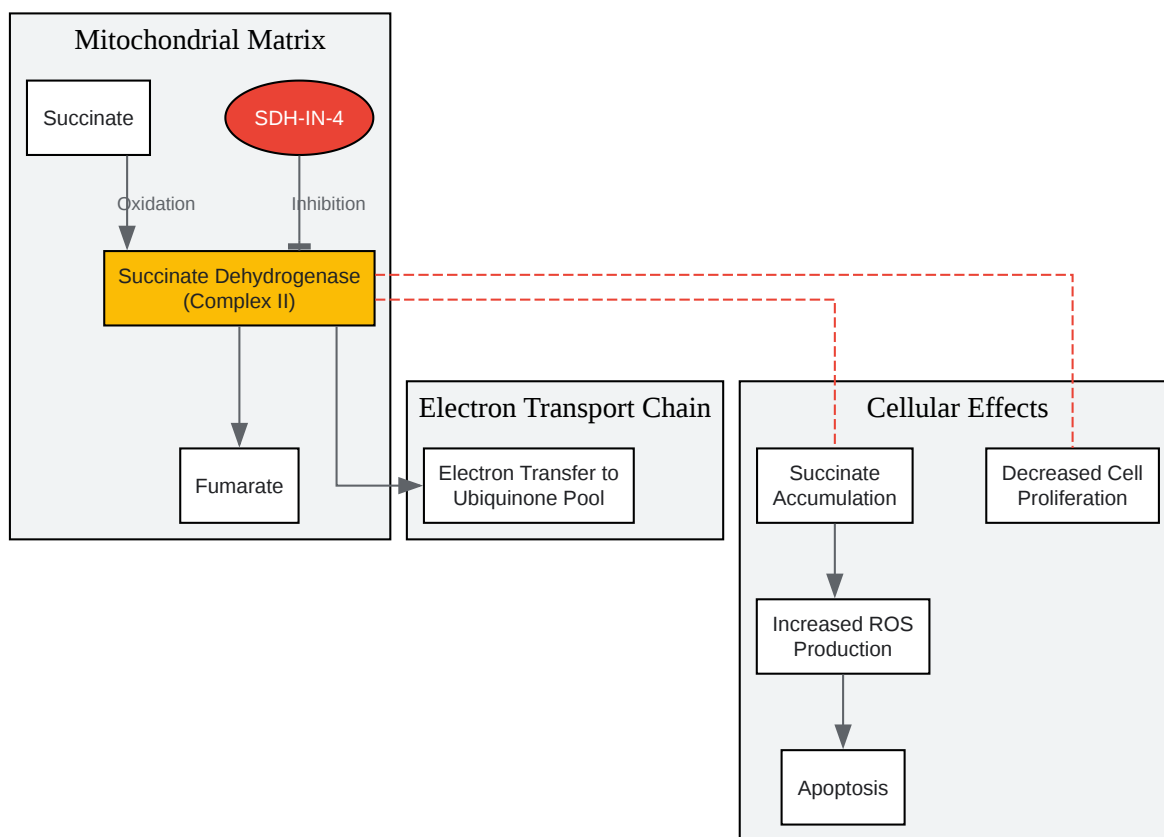 Mitochondrial Matrix
Succinate
SDH-IN-4
Oxidation
Inhibition
Succinate Dehydrogenase
(Complex II)
Fumarate
Electron Transport Chain
Electron Transfer to
Ubiquinone Pool
Cellular Effects
Succinate
Accumulation
Decreased Cell
Proliferation
Increased ROS
Production
Apoptosis